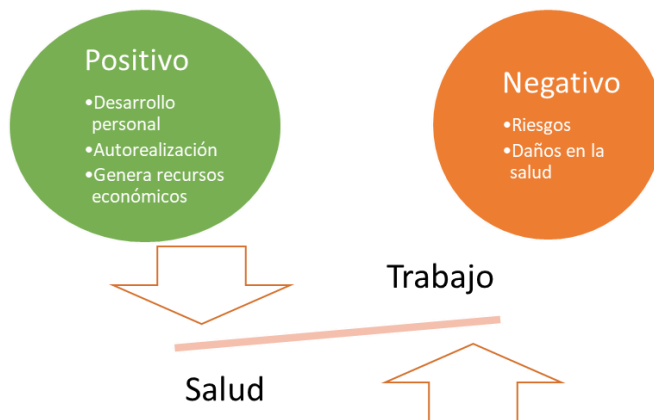 Positivo
•Desarrollo
personal
•Autorealización
•Genera recursos
económicos
Negativo
•Riesgos
•Daños en la
salud
Trabajo
Salud